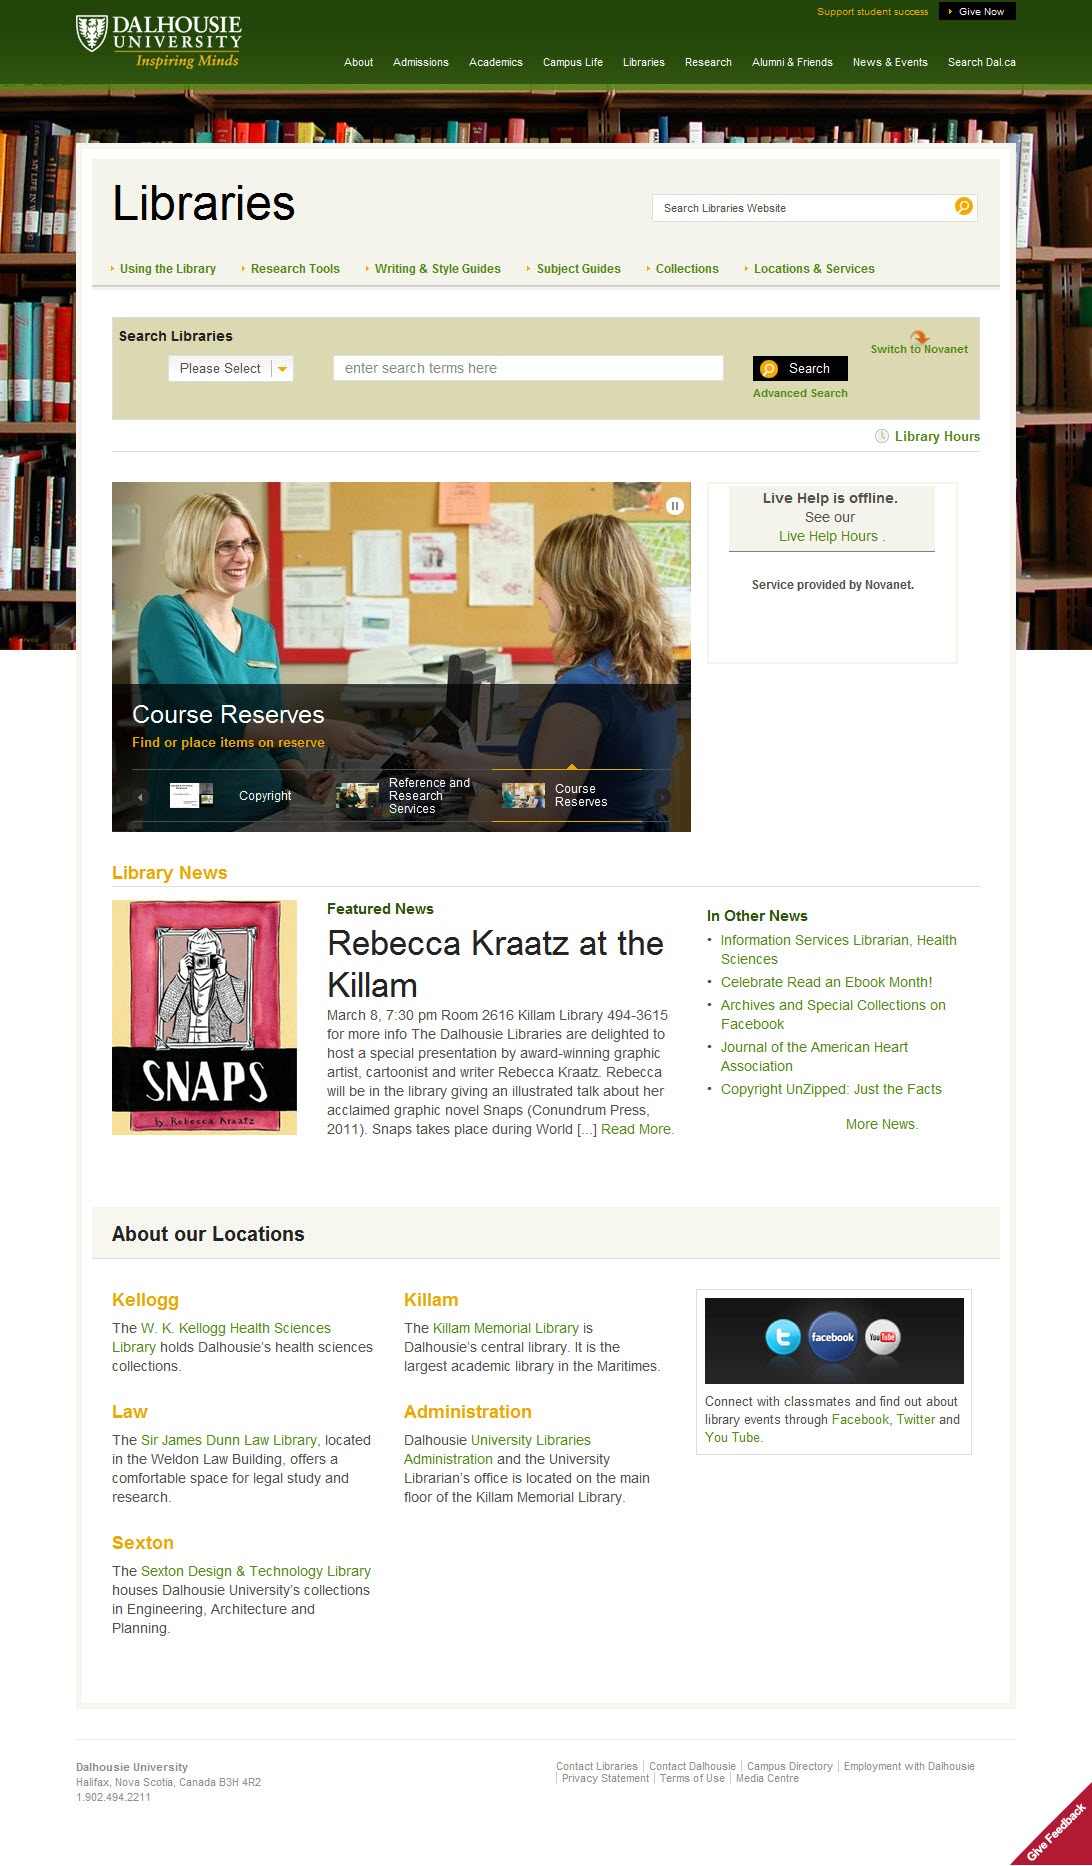 Support student success
Give Now
DALHOUSIE
UNIVERSITY
Inspiring Minds
About Admissions Academics Campus Life Libraries Research Alumni & Friends News & Events Search Dal.ca
Libraries
Search Libraries Website
Using the Library Research Tools Writing & Style Guides Subject Guides Collections Locations & Services
Search Libraries
Switch to Novanet
Please Select
enter search terms here
Search
Advanced Search
Library Hours
Live Help is offline.
See our
Live Help Hours .
Service provided by Novanet.
Course Reserves
Find or place items on reserve
Copyright
Reference and
Research
Services
Course
Reserves
Library News
SNAPS
by Rebecca Kraatz
Featured News
Rebecca Kraatz at the
Killam
March 8, 7:30 pm Room 2616 Killam Library 494-3615
for more info The Dalhousie Libraries are delighted to
host a special presentation by award-winning graphic
artist, cartoonist and writer Rebecca Kraatz. Rebecca
will be in the library giving an illustrated talk about her
acclaimed graphic novel Snaps (Conundrum Press,
2011). Snaps takes place during World [...] Read More.
In Other News
• Information Services Librarian, Health
Sciences
• Celebrate Read an Ebook Month!
• Archives and Special Collections on
Facebook
• Journal of the American Heart
Association
• Copyright UnZipped: Just the Facts
More News.
About our Locations
Kellogg
The W. K. Kellogg Health Sciences
Library holds Dalhousie's health sciences
collections.
Killam
The Killam Memorial Library is
Dalhousie's central library. It is the
largest academic library in the Maritimes.
facebook
You Tube
Connect with classmates and find out about
library events through Facebook, Twitter and
You Tube.
Law
The Sir James Dunn Law Library, located
in the Weldon Law Building, offers a
comfortable space for legal study and
research.
Administration
Dalhousie University Libraries
Administration and the University
Librarian's office is located on the main
floor of the Killam Memorial Library.
Sexton
The Sexton Design & Technology Library
houses Dalhousie University's collections
in Engineering, Architecture and
Planning.
Dalhousie University
Halifax, Nova Scotia, Canada B3H 4R2
1.902.494.2211
Contact Libraries | Contact Dalhousie | Campus Directory | Employment with Dalhousie
| Privacy Statement | Terms of Use | Media Centre
Give Feedback